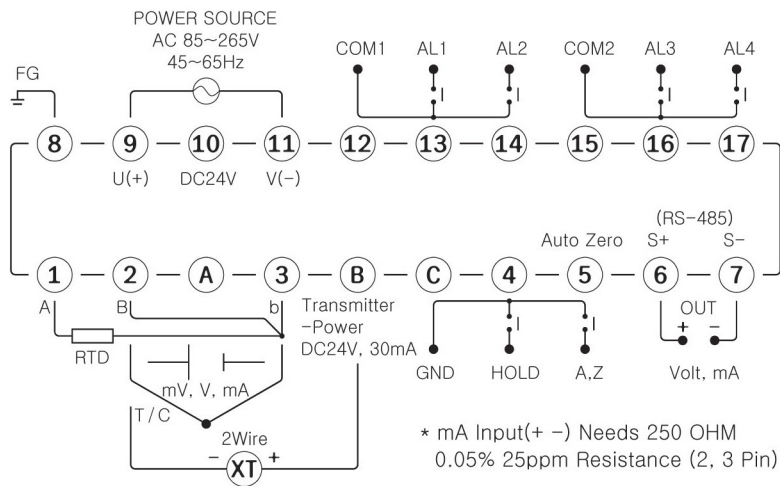 POWER SOURCE
AC 85~265V
45~65Hz
FG
COM1 AL1 AL2 COM2 AL3 AL4
8 9 10 11 12 13 14 15 16 17
U(+) DC24V V(-)
(RS-485)
Auto Zero S+ S-
1 2 A 3 B C 4 5 6 7
A B b
Transmitter
-Power
DC24V, 30mA
OUT
+ -
RTD
GND HOLD A,Z Volt, mA
mV, V, mA
T/C
2Wire
- XT +
* mA Input(+ -) Needs 250 OHM
0.05% 25ppm Resistance (2, 3 Pin)